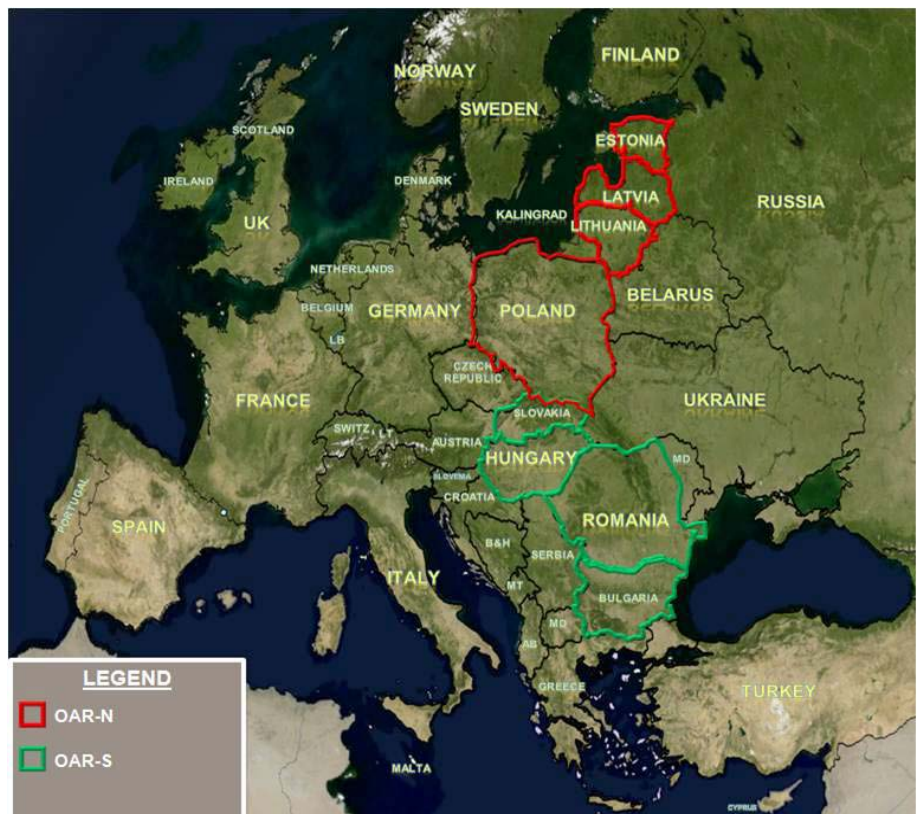 FINLAND
NORWAY
SWEDEN
SCOTLAND
ESTONIA
IRELAND
DENMARK
LATVIA
RUSSIA
KALINGRAD
UK
LITHUANIA
NETHERLANDS
BELARUS
BELGIUM
GERMANY
POLAND
LB
CZECH
REPUBLIC
FRANCE
UKRAINE
SLOVAKIA
SWITZ
LT
AUSTRIA
HUNGARY
MD
SLOVENIA
CROATIA
PORTUGAL
SPAIN
ROMANIA
B&H
SERBIA
ITALY
MT
BULGARIA
MD
AB
GREECE
TURKEY
LEGEND
OAR-N
OAR-S
MALTA
CYPRUS